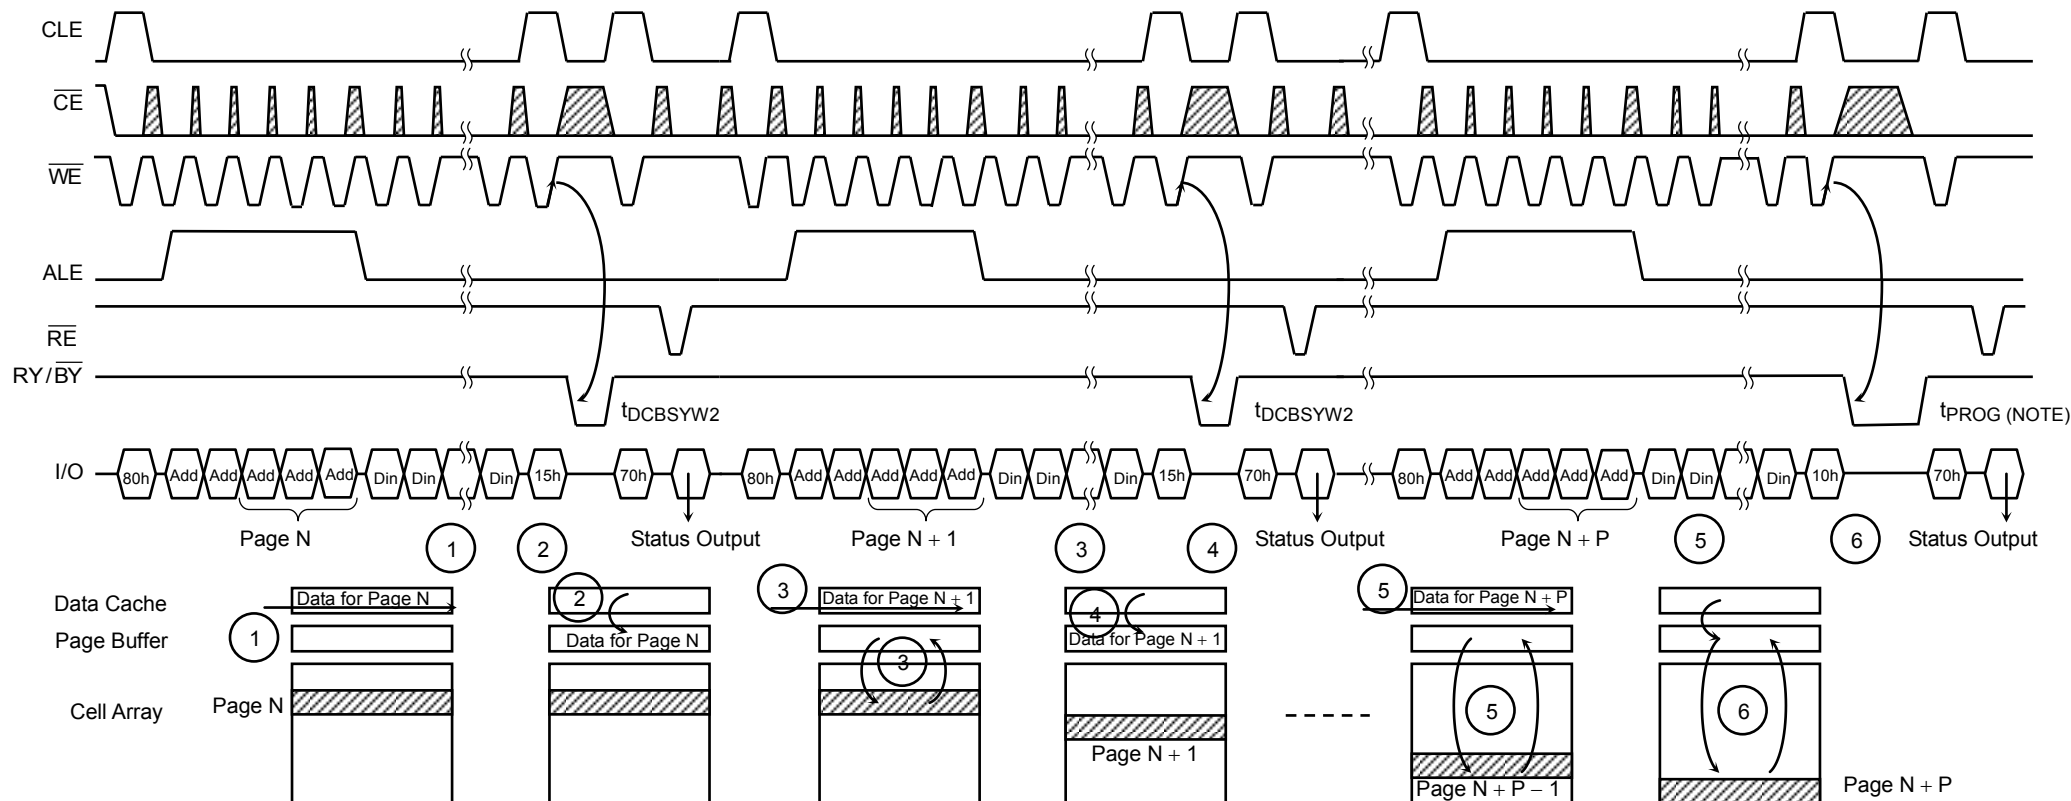 CLE
CE
WE
ALE
RE
RY/BY
tDCBSYW2 tDCBSYW2 tPROG (NOTE)
I/O 80h Add Add Add Add Add Din Din Din 15h 70h 80h Add Add Add Add Add Din Din Din 15h 70h 80h Add Add Add Add Add Din Din Din 10h 70h
Page N 1 2 Status Output Page N + 1 3 4 Status Output Page N + P 5 6 Status Output
Data Cache Data for Page N 2 3 Data for Page N + 1 4 5 Data for Page N + P
Page Buffer 1 Data for Page N Data for Page N + 1
3
Cell Array Page N 5 6
Page N + 1
Page N + P − 1 Page N + P